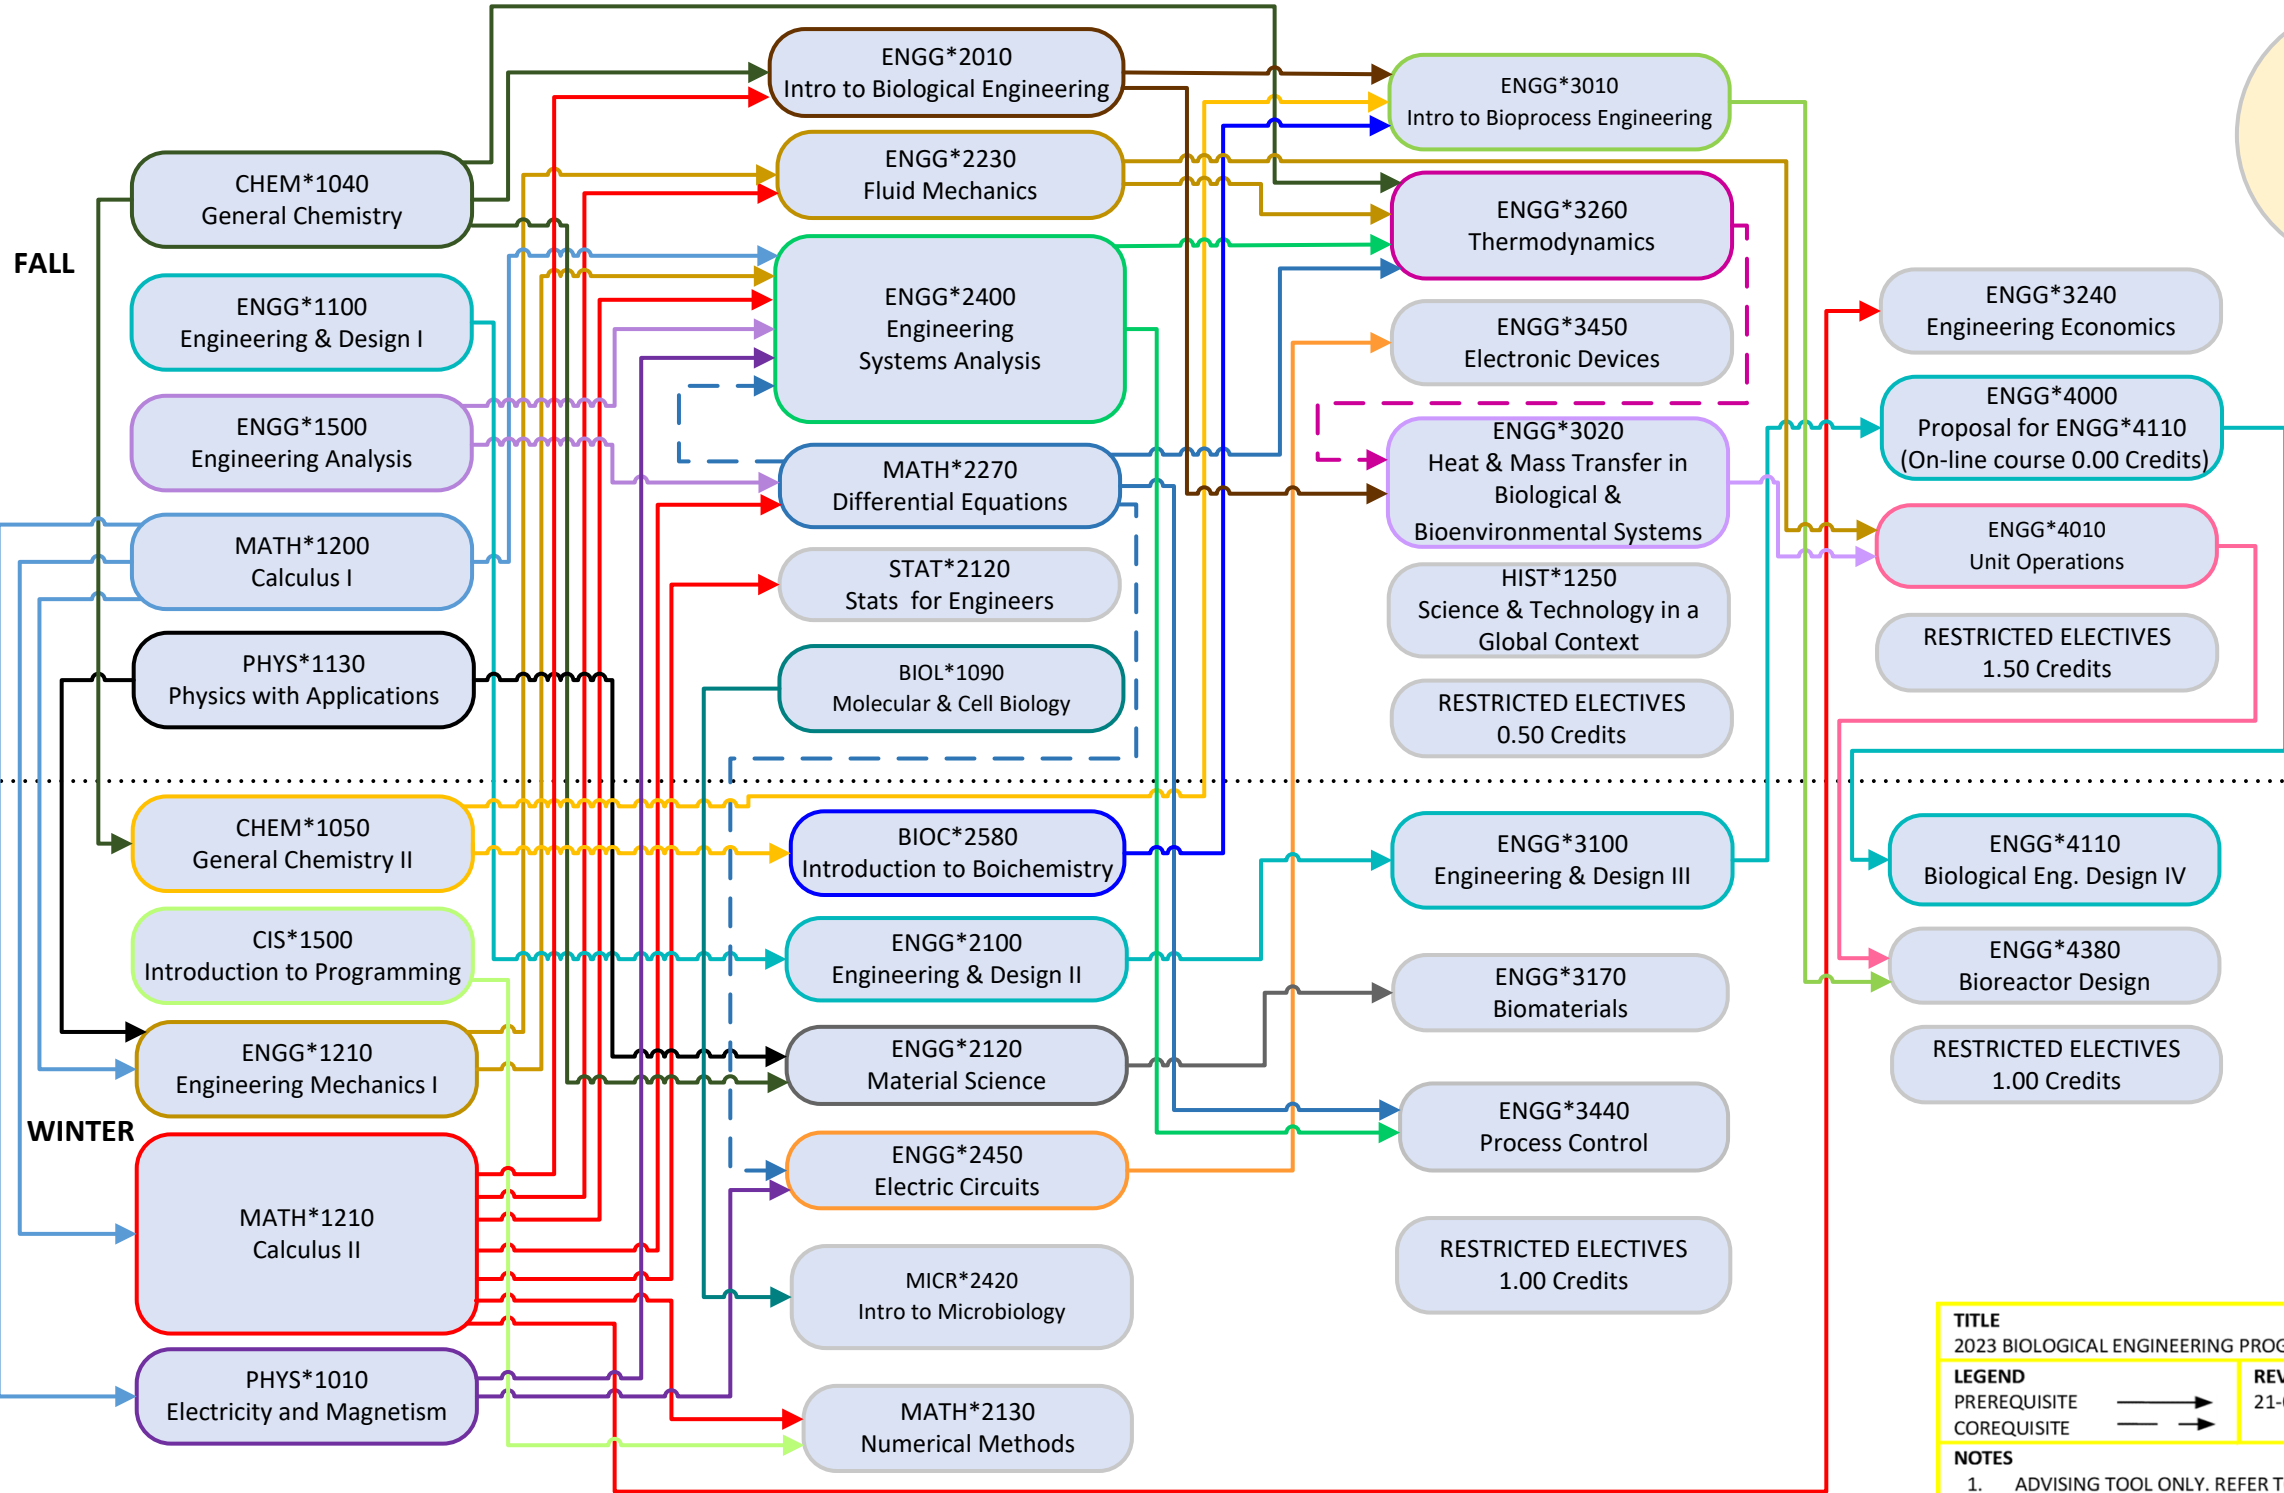 FALL
CHEM*1040
General Chemistry
ENGG*1100
Engineering & Design I
ENGG*1500
Engineering Analysis
MATH*1200
Calculus I
PHYS*1130
Physics with Applications
ENGG*2010
Intro to Biological Engineering
ENGG*2230
Fluid Mechanics
ENGG*2400
Engineering
Systems Analysis
MATH*2270
Differential Equations
STAT*2120
Stats for Engineers
BIOL*1090
Molecular & Cell Biology
ENGG*3010
Intro to Bioprocess Engineering
ENGG*3260
Thermodynamics
ENGG*3450
Electronic Devices
ENGG*3020
Heat & Mass Transfer in
Biological &
Bioenvironmental Systems
HIST*1250
Science & Technology in a
Global Context
RESTRICTED ELECTIVES
0.50 Credits
ENGG*3240
Engineering Economics
ENGG*4000
Proposal for ENGG*4110
(On-line course 0.00 Credits)
ENGG*4010
Unit Operations
RESTRICTED ELECTIVES
1.50 Credits
WINTER
CHEM*1050
General Chemistry II
CIS*1500
Introduction to Programming
ENGG*1210
Engineering Mechanics I
MATH*1210
Calculus II
PHYS*1010
Electricity and Magnetism
BIOC*2580
Introduction to Boichemistry
ENGG*2100
Engineering & Design II
ENGG*2120
Material Science
ENGG*2450
Electric Circuits
MICR*2420
Intro to Microbiology
MATH*2130
Numerical Methods
ENGG*3100
Engineering & Design III
ENGG*3170
Biomaterials
ENGG*3440
Process Control
RESTRICTED ELECTIVES
1.00 Credits
ENGG*4110
Biological Eng. Design IV
ENGG*4380
Bioreactor Design
RESTRICTED ELECTIVES
1.00 Credits
TITLE
2023 BIOLOGICAL ENGINEERING
LEGEND
PREREQUISITE
COREQUISITE
NOTES
1. ADVISING TOOL ONLY. REFER